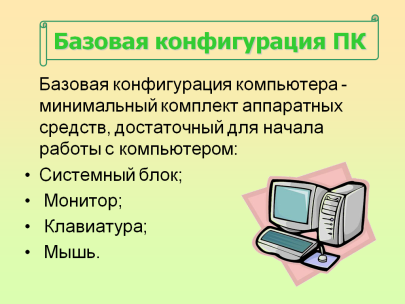 Базовая конфигурация ПК
Базовая конфигурация компьютера -
минимальный комплект аппаратных
средств, достаточный для начала
работы с компьютером:
• Системный блок;
• Монитор;
• Клавиатура;
• Мышь.